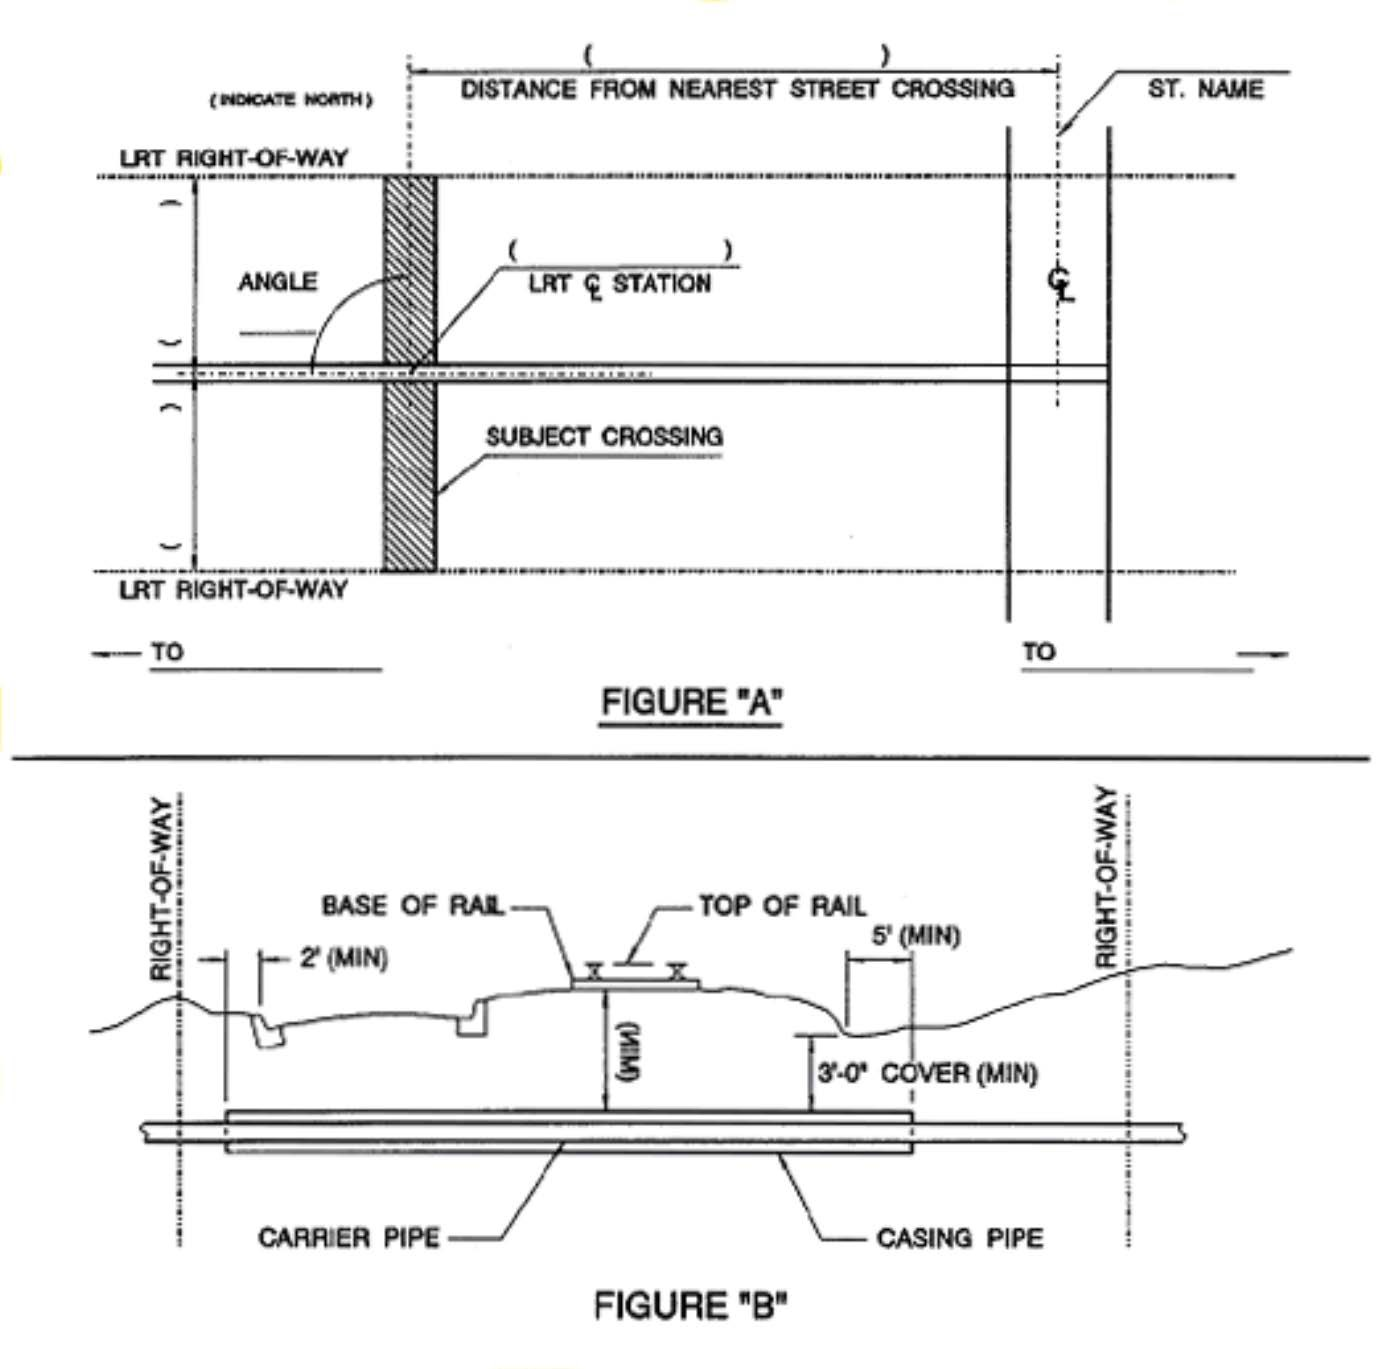 (                    )
DISTANCE FROM NEAREST STREET CROSSING
ST. NAME
(INDICATE NORTH)
LRT RIGHT-OF-WAY
(          )
(                    )
ANGLE
LRT ℄ STATION
℄
(          )
SUBJECT CROSSING
LRT RIGHT-OF-WAY
TO
TO
FIGURE "A"
RIGHT-OF-WAY
RIGHT-OF-WAY
BASE OF RAIL
TOP OF RAIL
2' (MIN)
5' (MIN)
(MIN)
3'-0" COVER (MIN)
CARRIER PIPE
CASING PIPE
FIGURE "B"